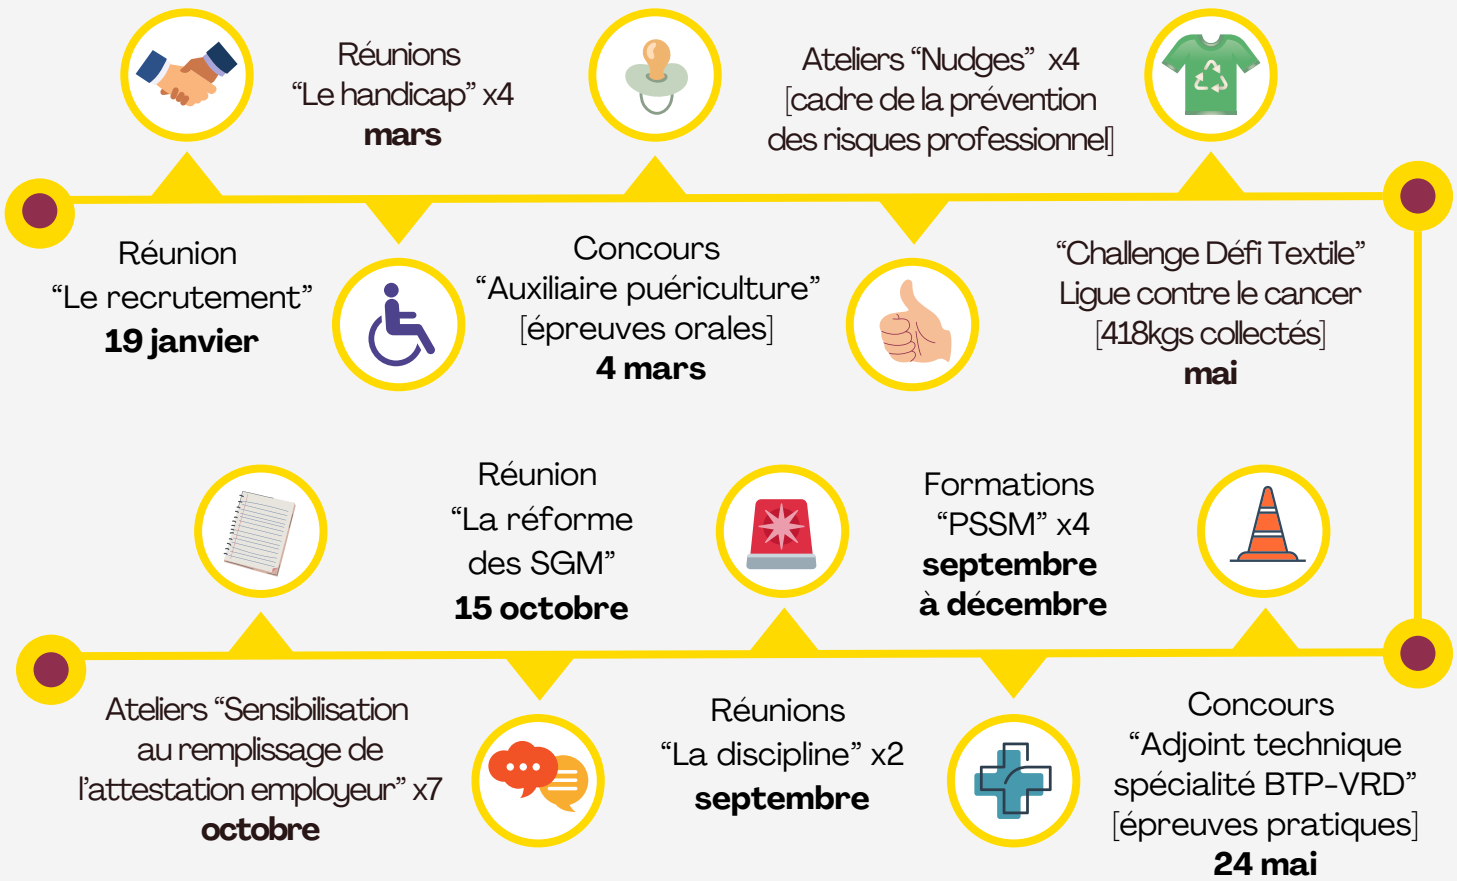 Réunion
“Le recrutement”
19 janvier
Réunions
“Le handicap” x4
mars
Concours
“Auxiliaire puériculture”
[épreuves orales]
4 mars
Ateliers “Nudges” x4
[cadre de la prévention
des risques professionnel]
“Challenge Défi Textile”
Ligue contre le cancer
[418kgs collectés]
mai
Concours
“Adjoint technique
spécialité BTP-VRD”
[épreuves pratiques]
24 mai
Formations
“PSSM” x4
septembre
à décembre
Réunions
“La discipline” x2
septembre
Réunion
“La réforme
des SGM”
15 octobre
Ateliers “Sensibilisation
au remplissage de
l’attestation employeur” x7
octobre